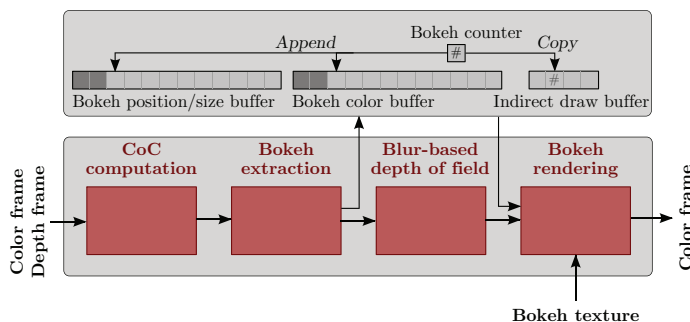 Bokeh counter
Append
Copy
#
#
Bokeh position/size buffer
Bokeh color buffer
Indirect draw buffer
CoC
computation
Bokeh
extraction
Blur-based
depth of field
Bokeh
rendering
Color frame
Depth frame
Color frame
Bokeh texture